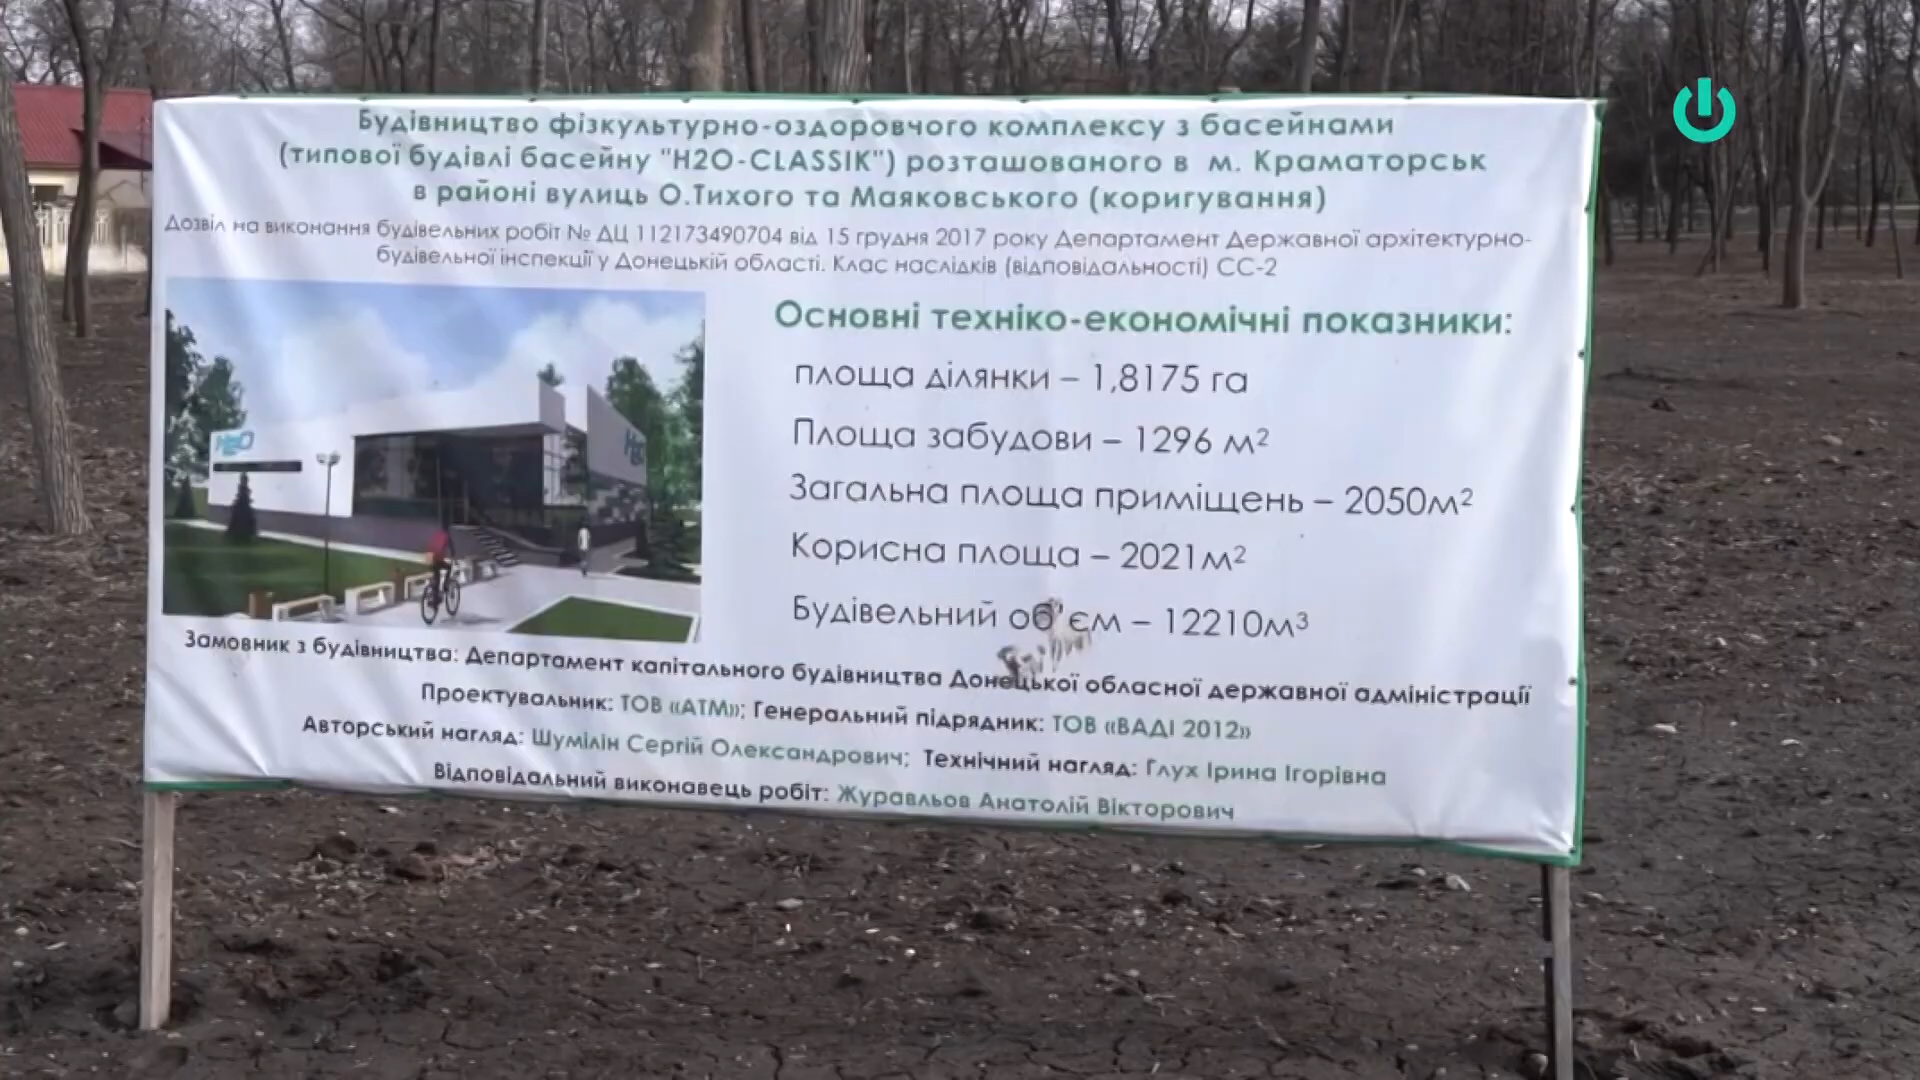 Будівництво фізкультурно-оздоровчого комплексу з басейнами
(типової будівлі басейну "H2O-CLASSIK") розташованого в м. Краматорськ
в районі вулиць О.Тихого та Маяковського (коригування)
Дозвіл на виконання будівельних робіт № ДЦ 112173490704 від 15 грудня 2017 року Департамент Державної архітектурно-
будівельної інспекції у Донецькій області. Клас наслідків (відповідальності) СС-2
H2O
H2O
Основні техніко-економічні показники:
площа ділянки – 1,8175 га
Площа забудови – 1296 м²
Загальна площа приміщень – 2050м²
Корисна площа – 2021м²
Будівельний об'єм – 12210м³
Замовник з будівництва: Департамент капітального будівництва Донецької обласної державної адміністрації
Проектувальник: ТОВ «АТМ»; Генеральний підрядник: ТОВ «ВАДІ 2012»
Авторський нагляд: Шумілін Сергій Олександрович; Технічний нагляд: Глух Ірина Ігорівна
Відповідальний виконавець робіт: Журавльов Анатолій Вікторович